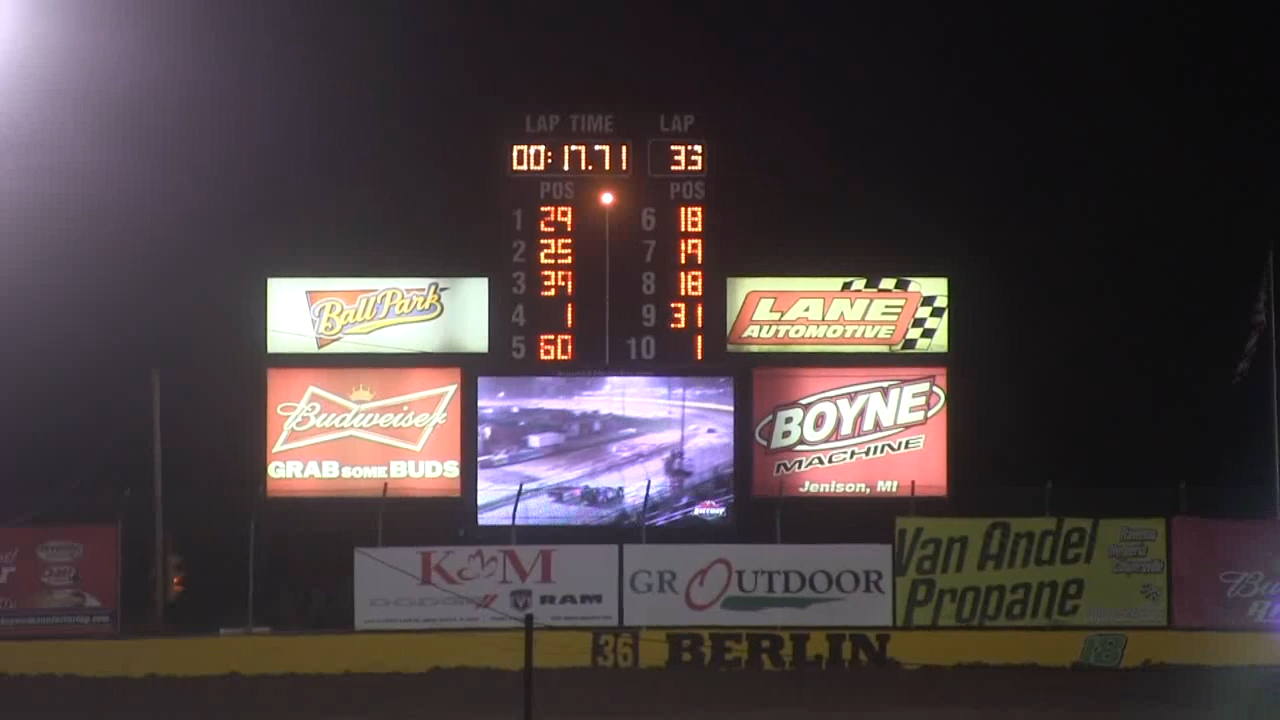 LAP TIME LAP
00:17.71 33
POS POS
1 29 6 18
2 25 7 19
3 39 8 18
4 1 9 31
5 60 10 1
Ball Park
LANE
AUTOMOTIVE
Budweiser
GRAB SOME BUDS
BOYNE
MACHINE
Jenison, MI
K&M
DODGE RAM
GR OUTDOOR
Van Andel
Propane
36 BERLIN 18